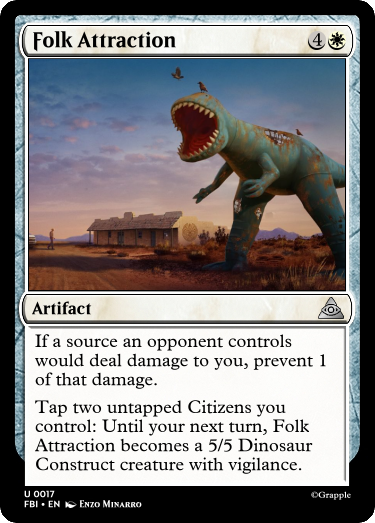 Folk Attraction 4
Artifact
If a source an opponent controls
would deal damage to you, prevent 1
of that damage.
Tap two untapped Citizens you
control: Until your next turn, Folk
Attraction becomes a 5/5 Dinosaur
Construct creature with vigilance.
U 0017
FBI • EN Enzo Minarro
©Grapple